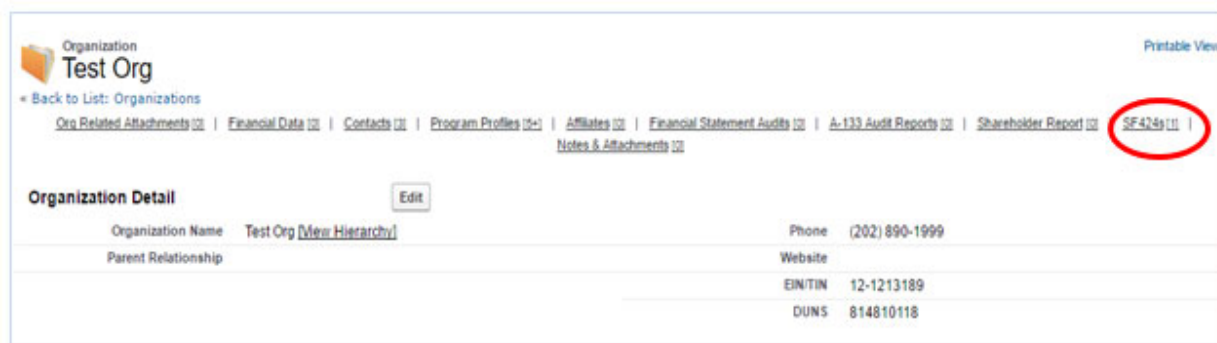 Organization
Test Org
Printable View
« Back to List: Organizations
Org Related Attachments [0] | Financial Data [0] | Contacts [3] | Program Profiles [5+] | Affiliates [0] | Financial Statement Audits [0] | A-133 Audit Reports [0] | Shareholder Report [0] | SF424s [1] |
Notes & Attachments [0]
Organization Detail Edit
Organization Name Test Org [View Hierarchy] Phone (202) 890-1999
Parent Relationship Website
EIN/TIN 12-1213189
DUNS 814810118